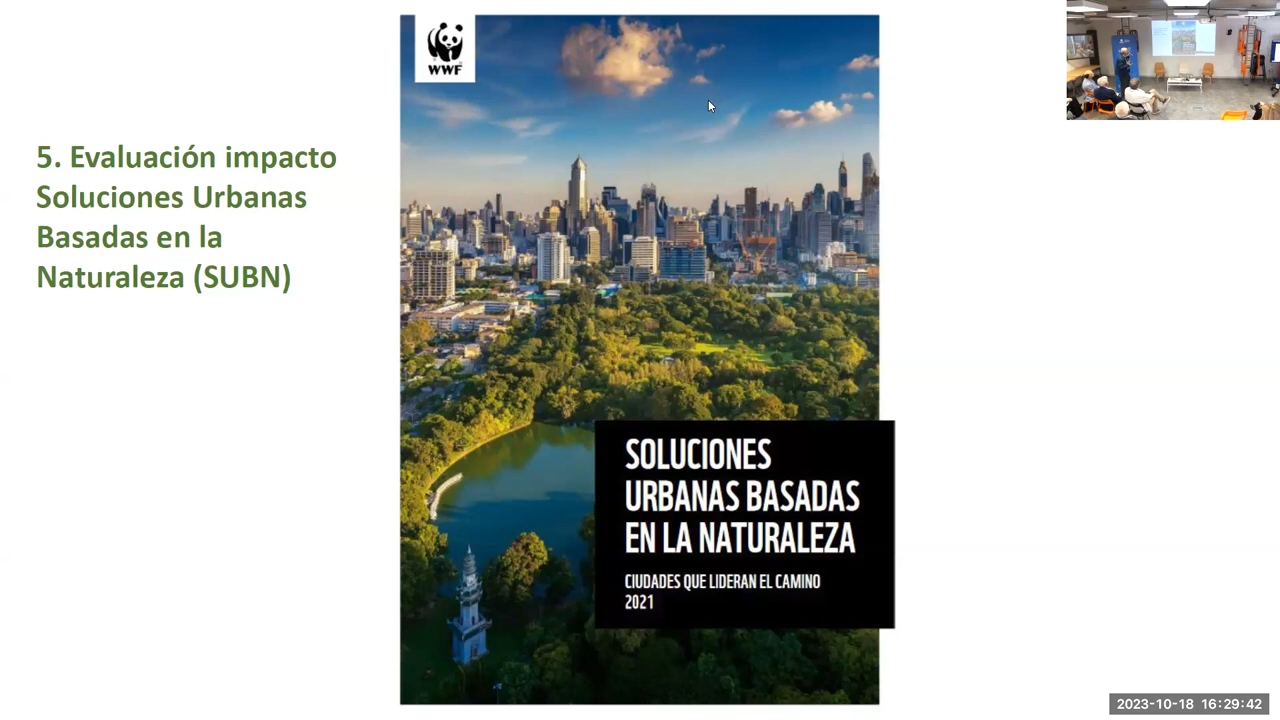 5. Evaluación impacto
Soluciones Urbanas
Basadas en la
Naturaleza (SUBN)
WWF
SOLUCIONES
URBANAS BASADAS
EN LA NATURALEZA
CIUDADES QUE LIDERAN EL CAMINO
2021
2023-10-18 16:29:42